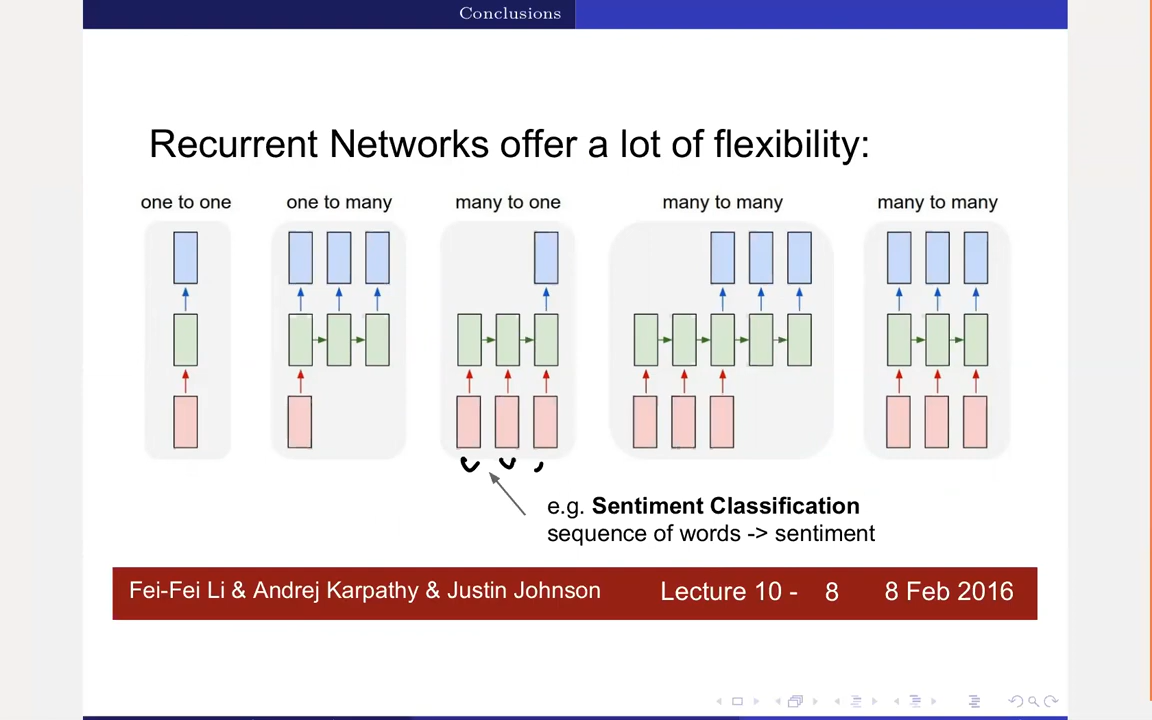 Conclusions
Recurrent Networks offer a lot of flexibility:
one to one one to many many to one many to many many to many
e.g. Sentiment Classification
sequence of words -> sentiment
Fei-Fei Li & Andrej Karpathy & Justin Johnson Lecture 10 - 8 8 Feb 2016